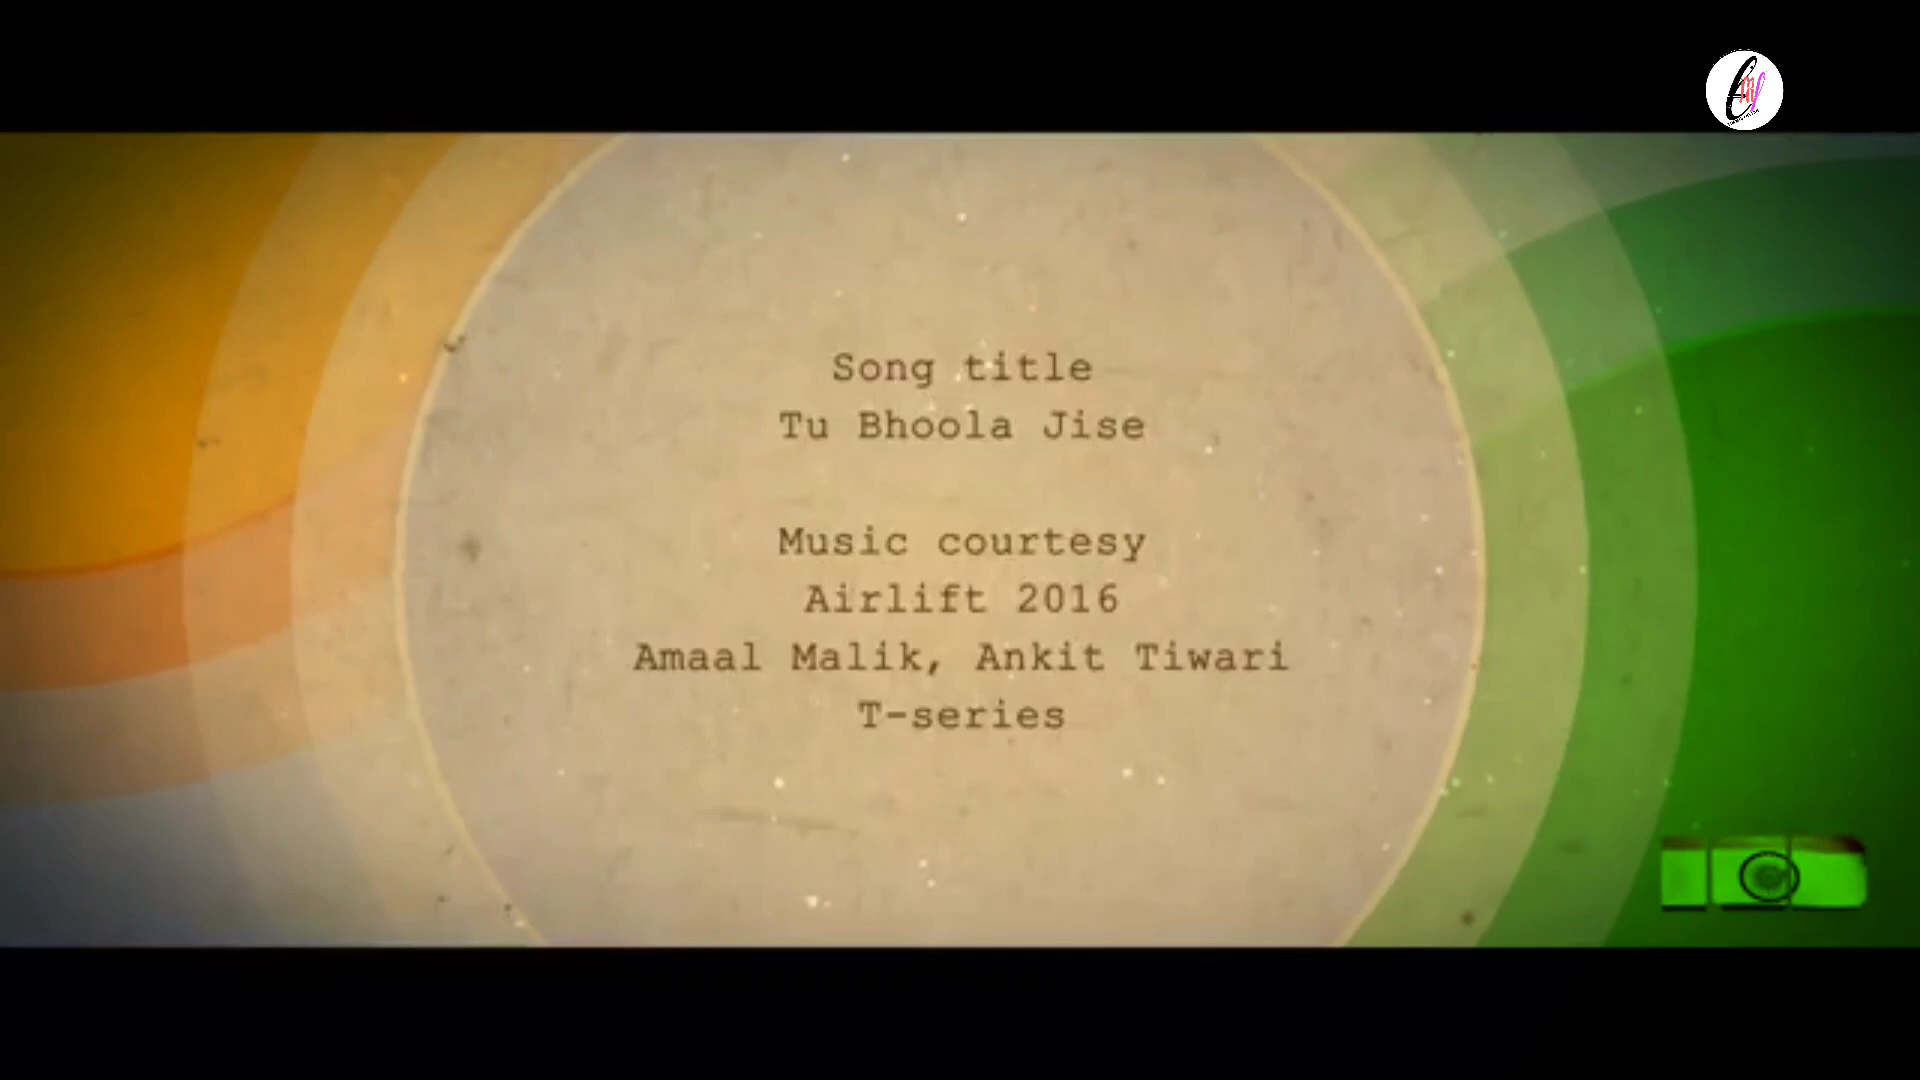 Song title
Tu Bhoola Jise
Music courtesy
Airlift 2016
Amaal Malik, Ankit Tiwari
T-series